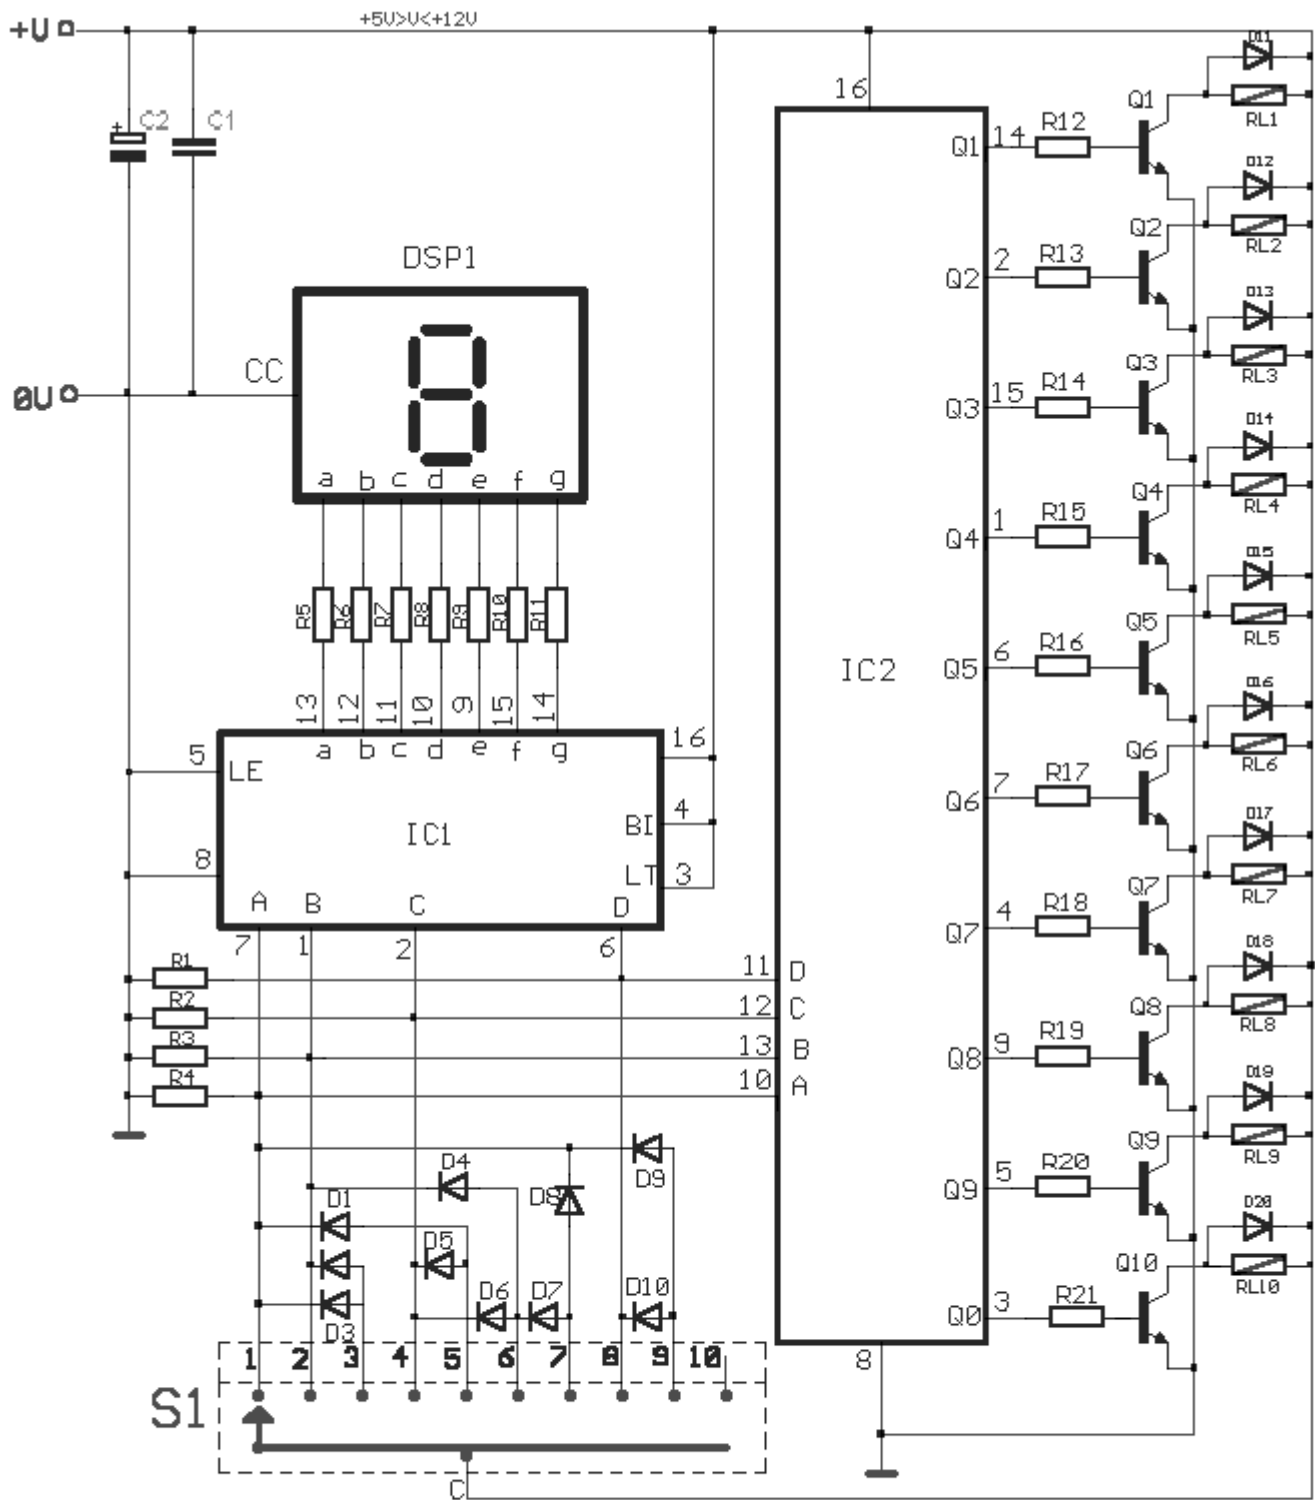 +V
+5V>V<+12V
C2
C1
+
0V
CC
DSP1
a b c d e f g
R5 R6 R7 R8 R9 R10 R11
13 12 11 10 9 15 14
a b c d e f g
5
LE
8
IC1
16
BI 4
LT 3
A B C D
7 1 2 6
R1
R2
R3
R4
11 D
12 C
13 B
10 A
16
IC2
8
Q1 14 R12 Q1 D11 RL1
Q2 2 R13 Q2 D12 RL2
Q3 15 R14 Q3 D13 RL3
Q4 1 R15 Q4 D14 RL4
Q5 6 R16 Q5 D15 RL5
Q6 7 R17 Q6 D16 RL6
Q7 4 R18 Q7 D17 RL7
Q8 9 R19 Q8 D18 RL8
Q9 5 R20 Q9 D19 RL9
Q0 3 R21 Q10 D20 RL10
D4
D9
D8
D1
D5
D6 D7 D10
D3
1 2 3 4 5 6 7 8 9 10
S1
C